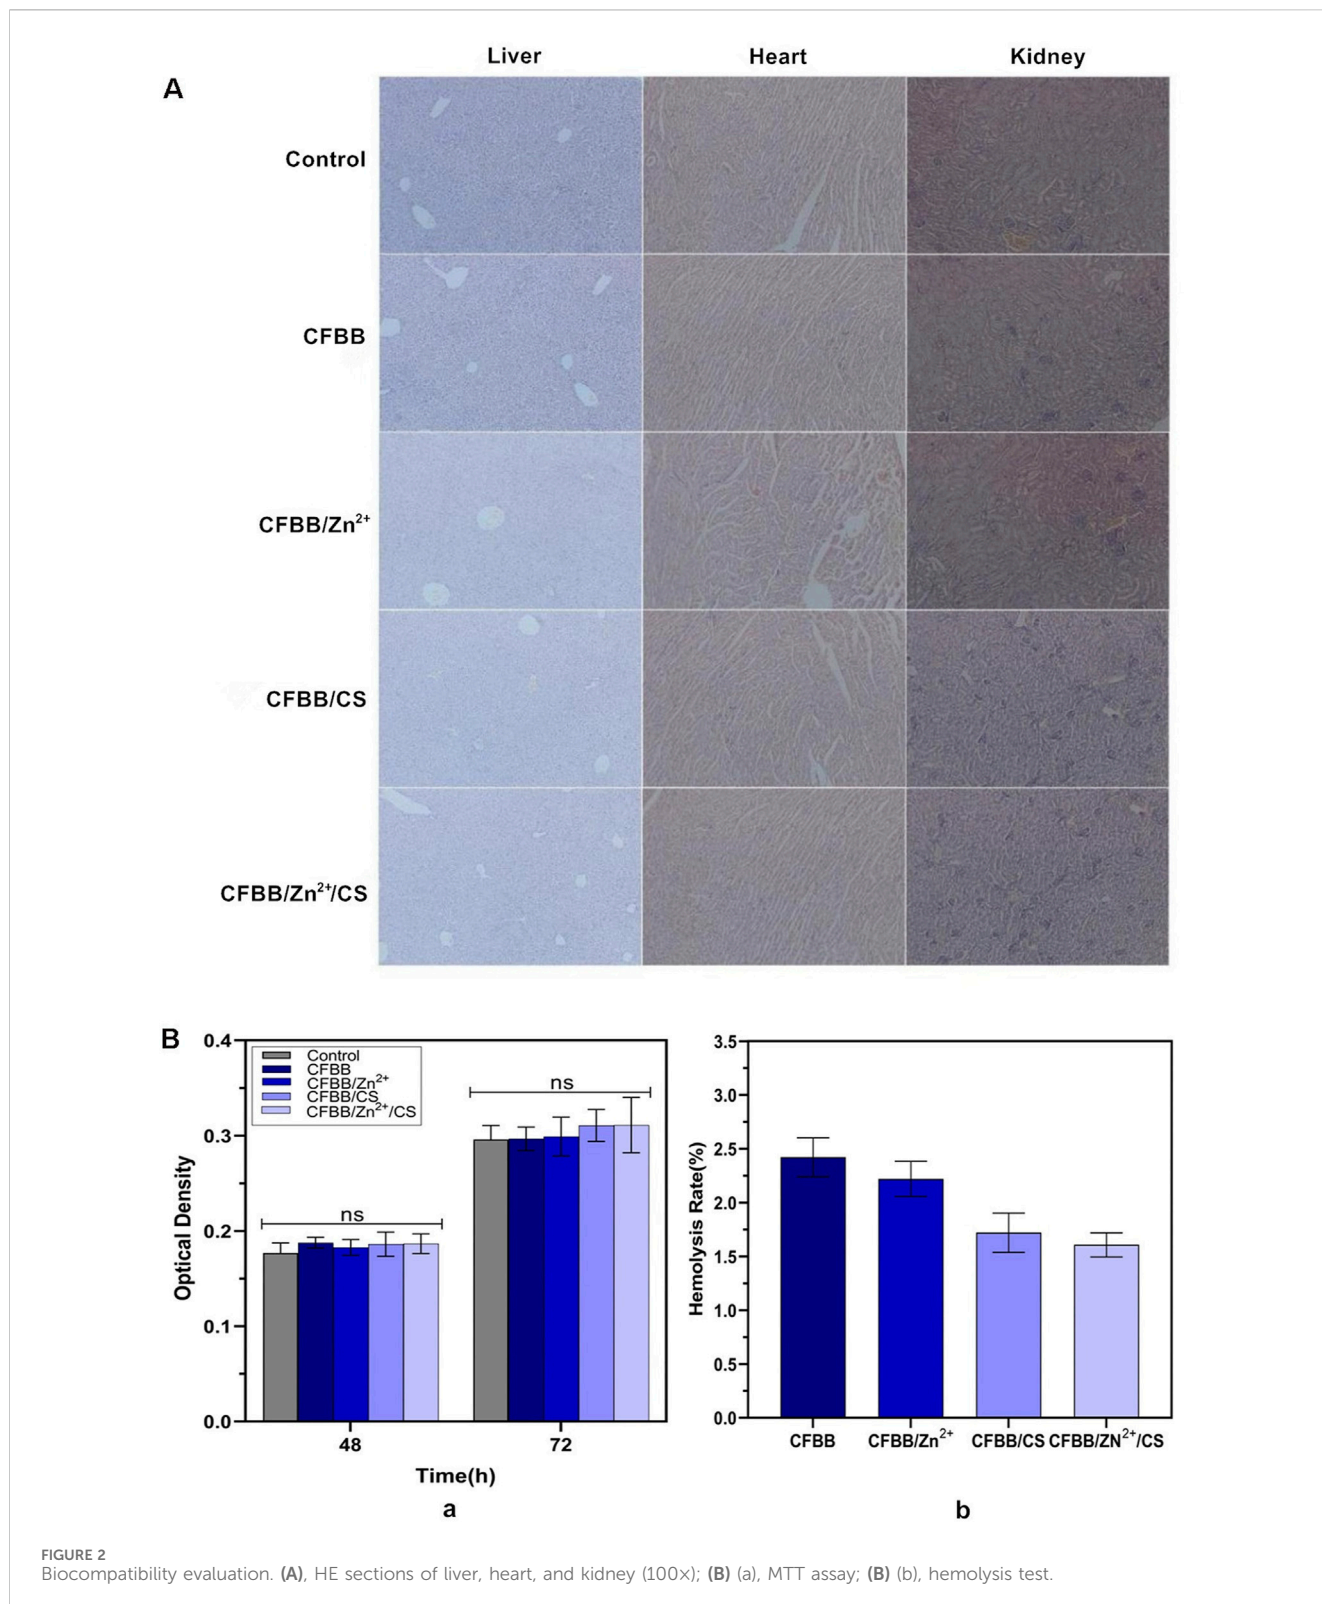 Liver Heart Kidney
A
Control
CFBB
CFBB/Zn²⁺
CFBB/CS
CFBB/Zn²⁺/CS
B
0.4
0.3
0.2
0.1
0.0
Optical Density
Control
CFBB
CFBB/Zn²⁺
CFBB/CS
CFBB/Zn²⁺/CS
ns
ns
48 72
Time(h)
a
3.5
3.0
2.5
2.0
1.5
1.0
0.5
0.0
Hemolysis Rate(%)
CFBB CFBB/Zn²⁺ CFBB/CS CFBB/ZN²⁺/CS
b
FIGURE 2
Biocompatibility evaluation. (A), HE sections of liver, heart, and kidney (100×); (B) (a), MTT assay; (B) (b), hemolysis test.